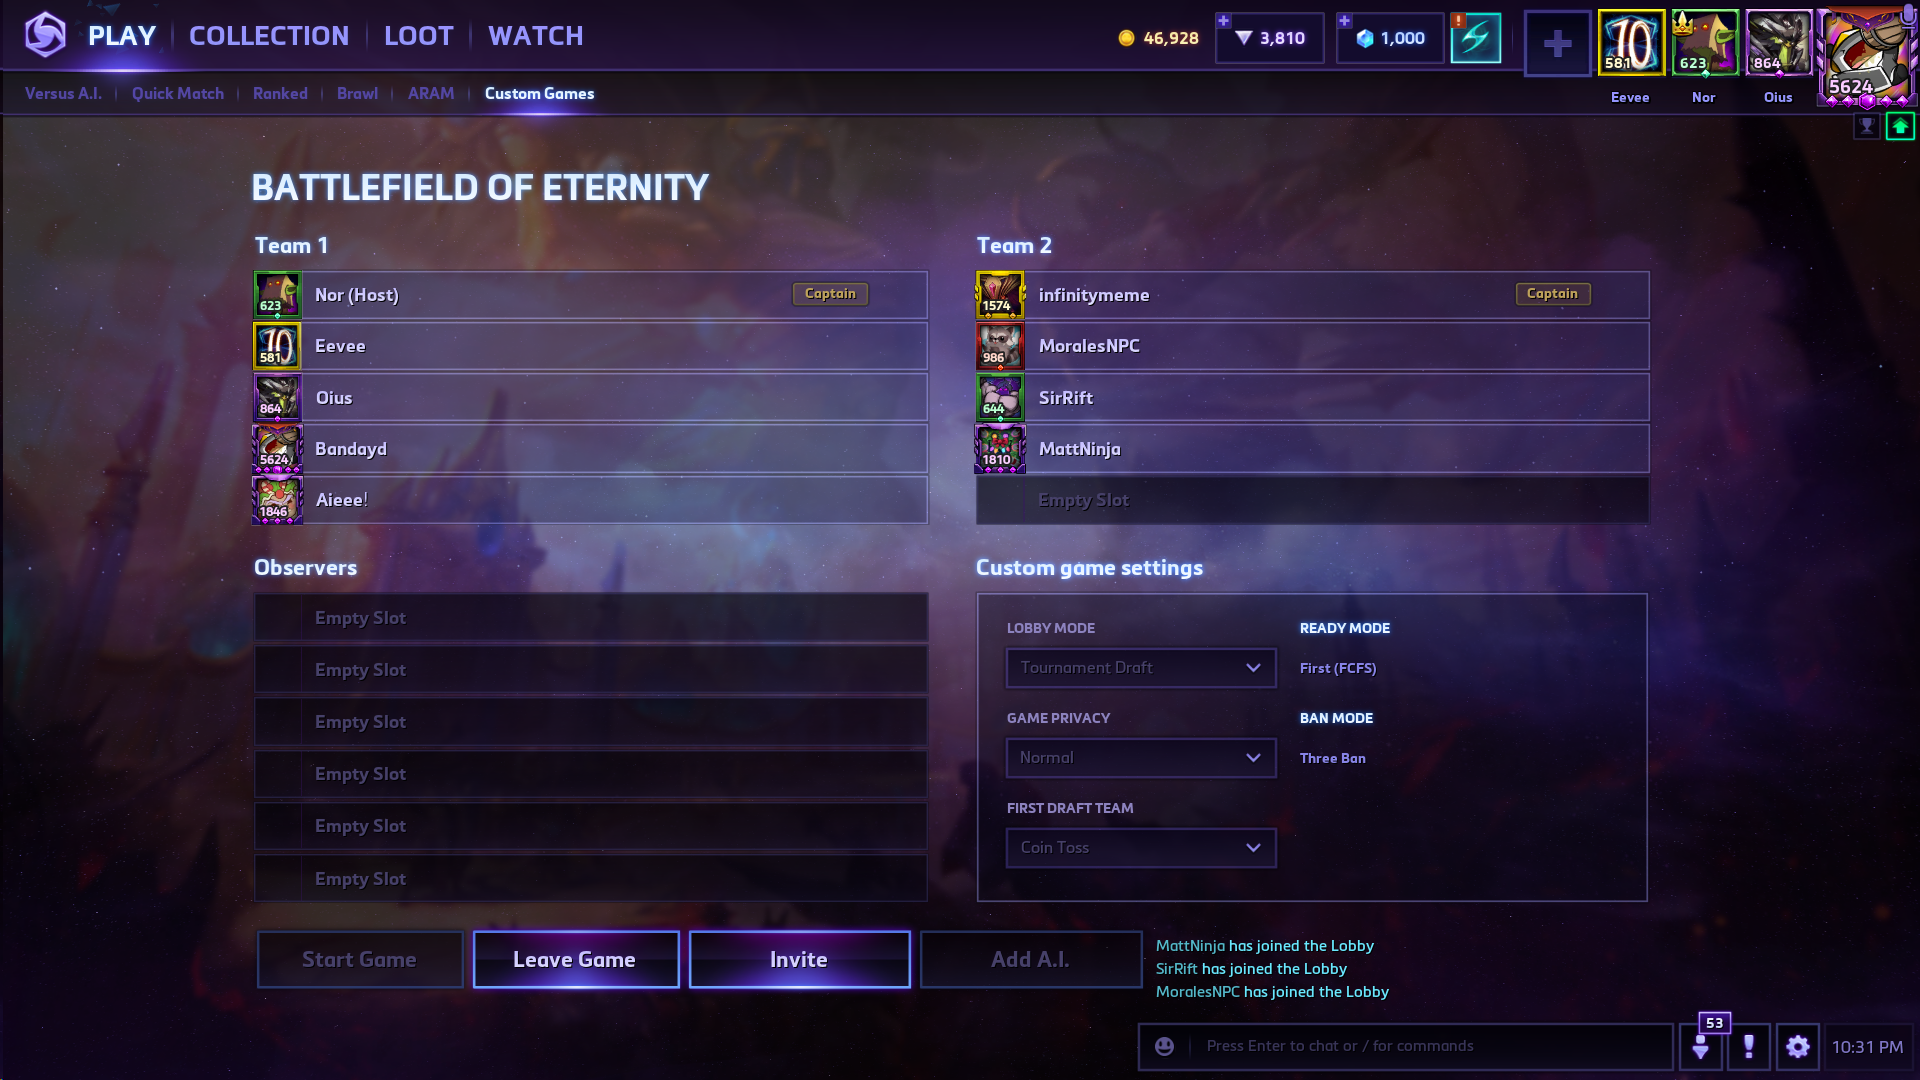 PLAY COLLECTION LOOT WATCH
46,928 3,810 1,000
581 623 864 5624
Eevee Nor Oius
Versus A.I. Quick Match Ranked Brawl ARAM Custom Games
BATTLEFIELD OF ETERNITY
Team 1
623 Nor (Host) Captain
581 Eevee
864 Oius
5624 Bandayd
1846 Aieee!
Team 2
1574 infinitymeme Captain
986 MoralesNPC
644 SirRift
1810 MattNinja
Empty Slot
Observers
Empty Slot
Empty Slot
Empty Slot
Empty Slot
Empty Slot
Empty Slot
Custom game settings
LOBBY MODE READY MODE
Tournament Draft First (FCFS)
GAME PRIVACY BAN MODE
Normal Three Ban
FIRST DRAFT TEAM
Coin Toss
Start Game Leave Game Invite Add A.I.
MattNinja has joined the Lobby
SirRift has joined the Lobby
MoralesNPC has joined the Lobby
Press Enter to chat or / for commands
53
10:31 PM